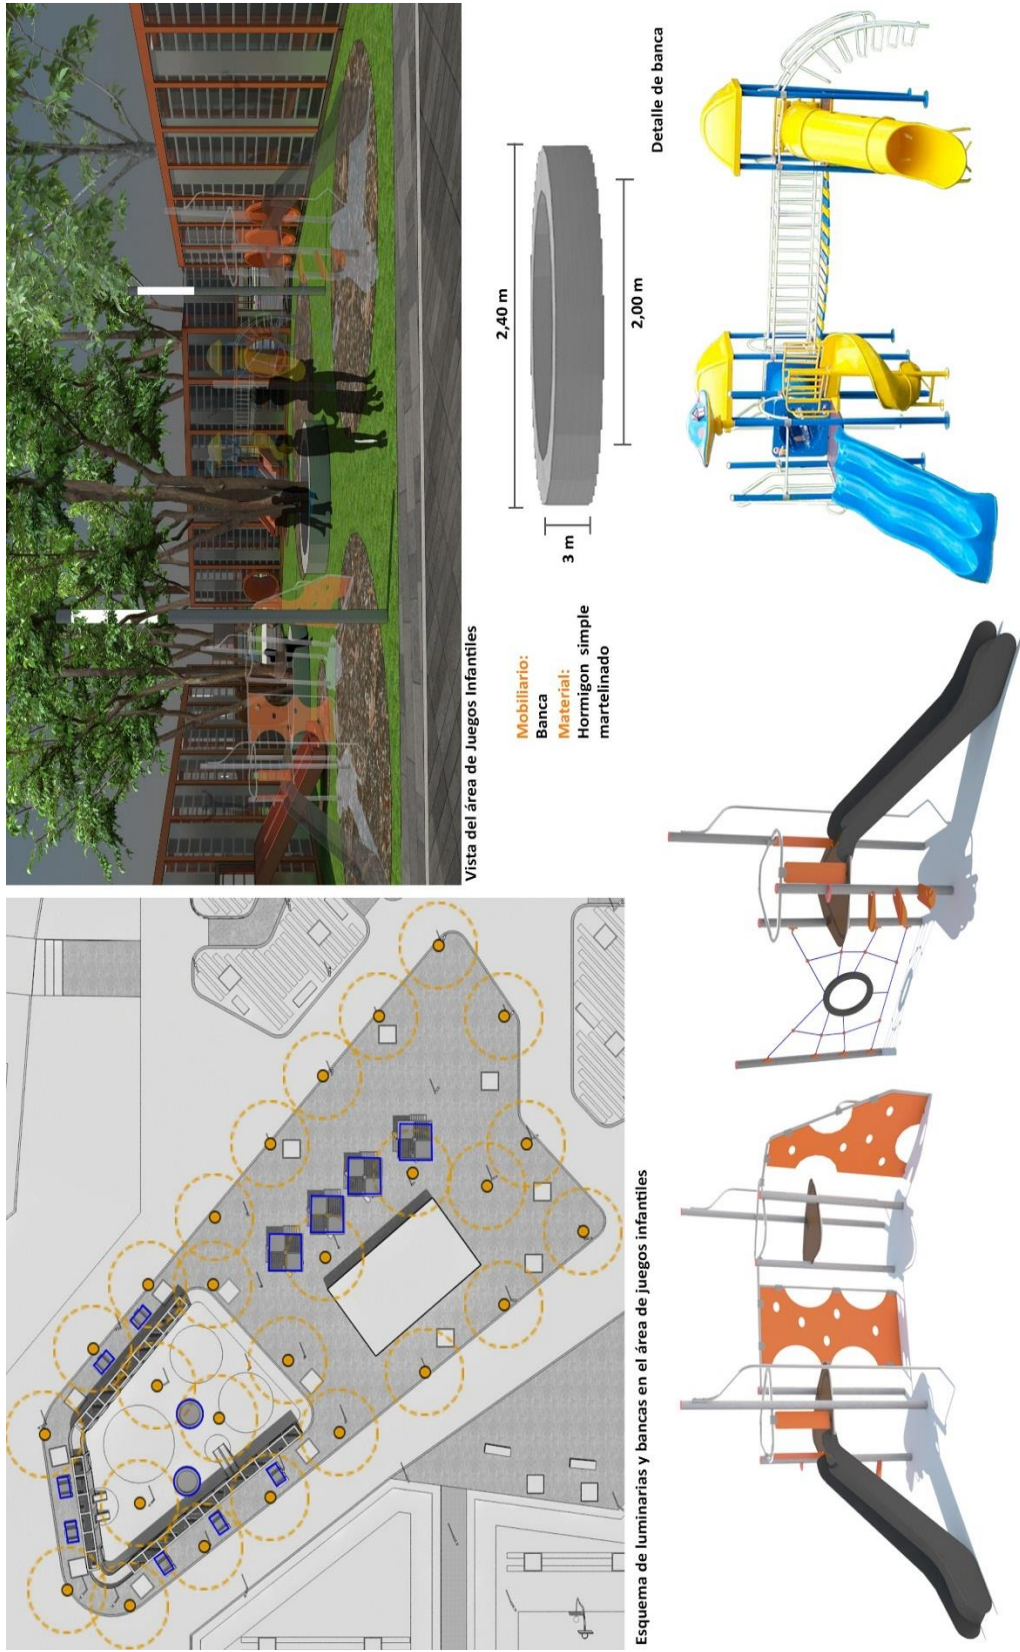 Vista del área de Juegos Infantiles
Mobiliario:
Banca
Material:
Hormigon simple
martelinado
2,40 m
3 m
2,00 m
Detalle de banca
Esquema de luminarias y bancas en el área de juegos infantiles